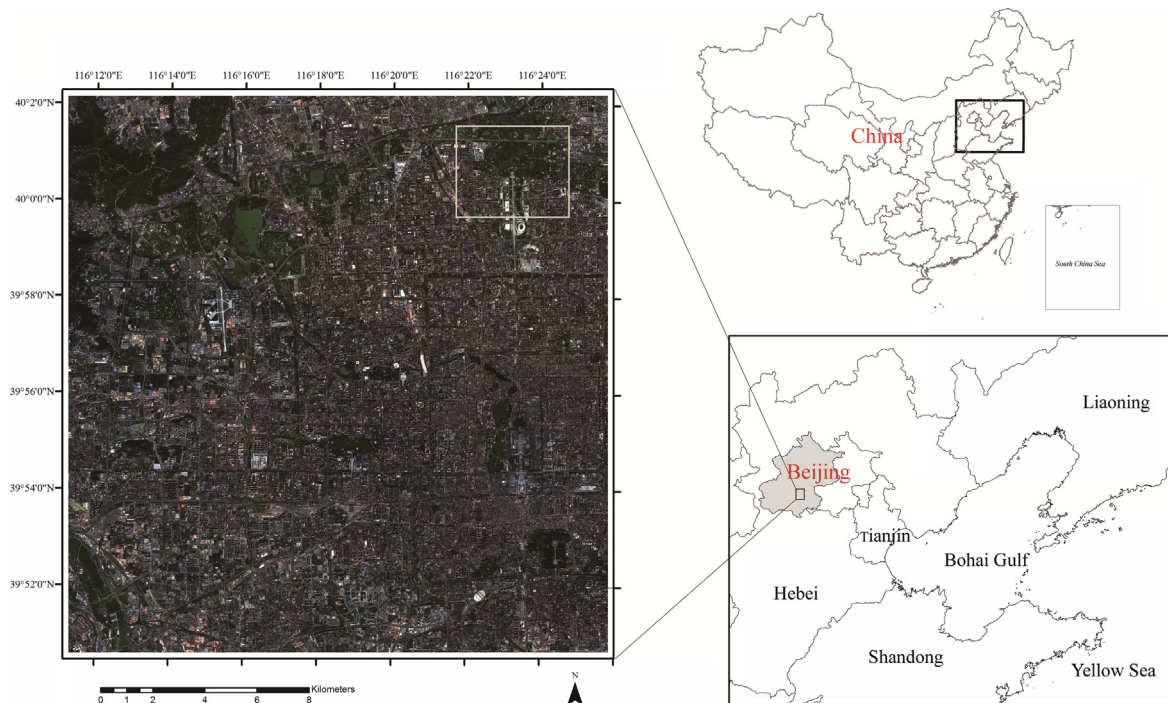 116°12'0"E 116°14'0"E 116°16'0"E 116°18'0"E 116°20'0"E 116°22'0"E 116°24'0"E
40°2'0"N
40°0'0"N
39°58'0"N
39°56'0"N
39°54'0"N
39°52'0"N
Kilometers
0 1 2 4 6 8
N
China
South China Sea
Liaoning
Beijing
Tianjin
Bohai Gulf
Hebei
Shandong
Yellow Sea